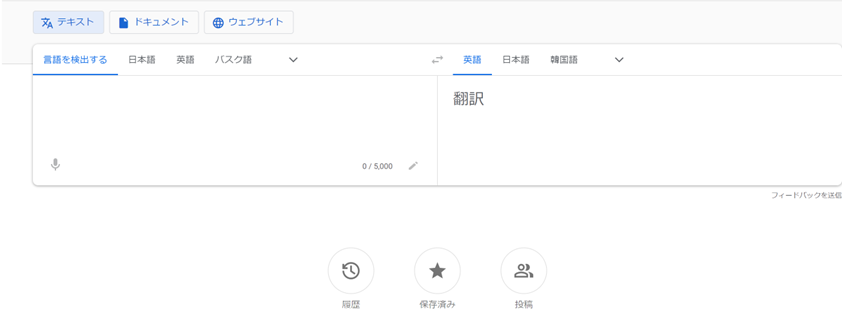 テキスト ドキュメント ウェブサイト
言語を検出する 日本語 英語 バスク語 英語 日本語 韓国語
翻訳
0 / 5,000
フィードバックを送信
履歴 保存済み 投稿